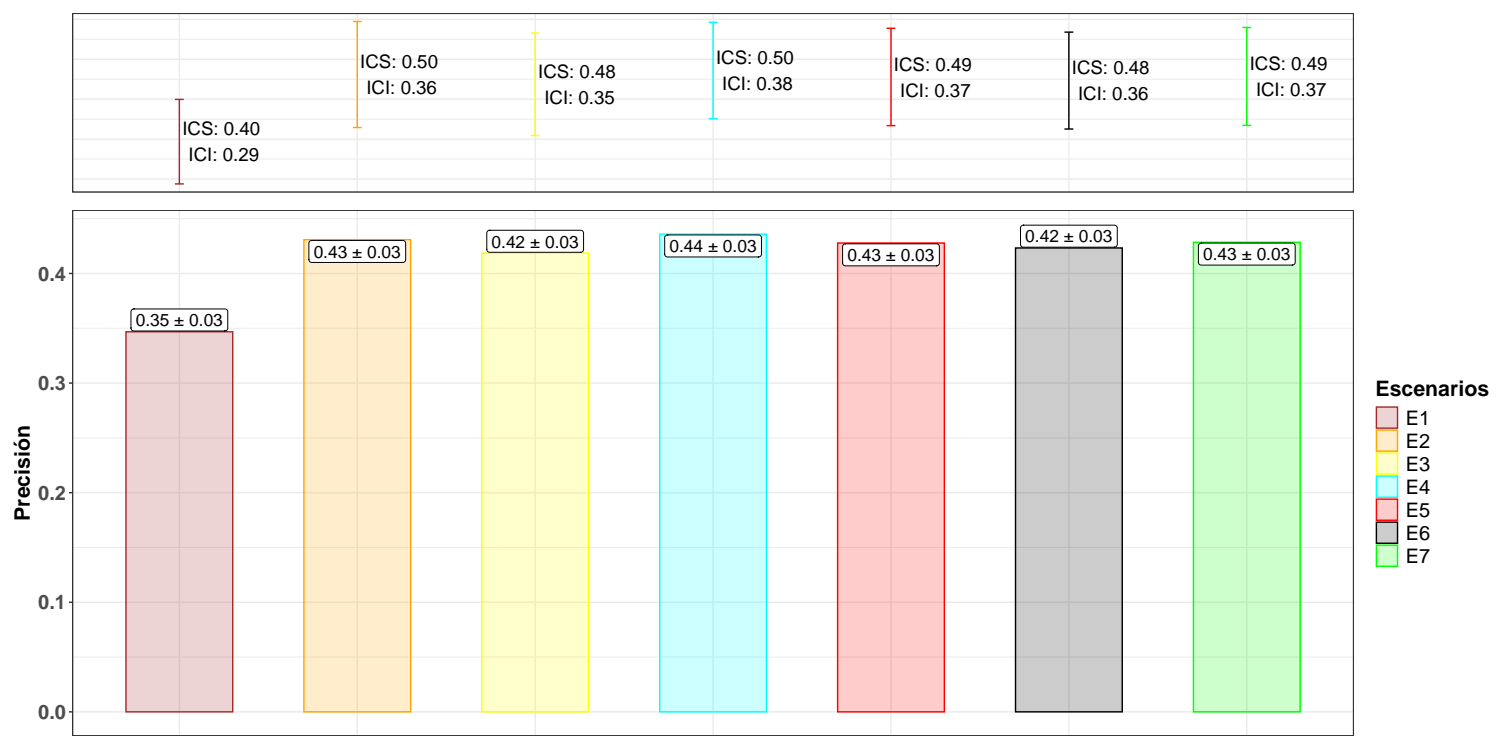 ICS: 0.40
ICI: 0.29
ICS: 0.50
ICI: 0.36
ICS: 0.48
ICI: 0.35
ICS: 0.50
ICI: 0.38
ICS: 0.49
ICI: 0.37
ICS: 0.48
ICI: 0.36
ICS: 0.49
ICI: 0.37
Precisión
0.4
0.3
0.2
0.1
0.0
0.35 ± 0.03
0.43 ± 0.03
0.42 ± 0.03
0.44 ± 0.03
0.43 ± 0.03
0.42 ± 0.03
0.43 ± 0.03
Escenarios
E1
E2
E3
E4
E5
E6
E7